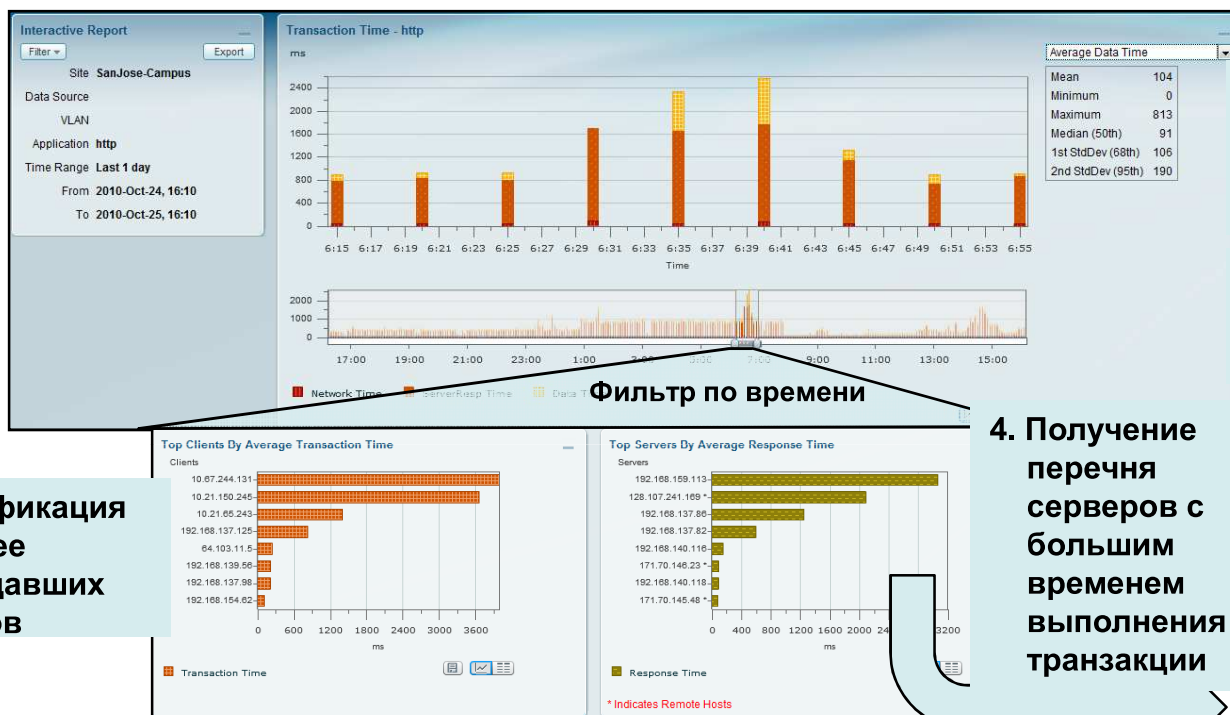 Interactive Report
Filter
Export
Site SanJose-Campus
Data Source
VLAN
Application http
Time Range Last 1 day
From 2010-Oct-24, 16:10
To 2010-Oct-25, 16:10
Transaction Time - http
ms
2400
2000
1600
1200
800
400
0
6:15 6:17 6:19 6:21 6:23 6:25 6:27 6:29 6:31 6:33 6:35 6:37 6:39 6:41 6:43 6:45 6:47 6:49 6:51 6:53 6:55
Time
Average Data Time
Mean 104
Minimum 0
Maximum 813
Median (50th) 91
1st StdDev (68th) 106
2nd StdDev (95th) 190
2000
1000
0
17:00 19:00 21:00 23:00 1:00 3:00 5:00 7:00 9:00 11:00 13:00 15:00
Network Time ServerResp Time Data T
Фильтр по времени
Top Clients By Average Transaction Time
Clients
10.67.244.131
10.21.150.245
10.21.65.243
192.168.137.125
64.103.11.5
192.168.139.56
192.168.137.98
192.168.154.62
0 600 1200 1800 2400 3000 3600
ms
Transaction Time
Top Servers By Average Response Time
Servers
192.168.159.113
128.107.241.169 *
192.168.137.86
192.168.137.82
192.168.140.116
171.70.146.23 *
192.168.140.118
171.70.145.48 *
0 400 800 1200 1600 2000 24 3200
ms
Response Time
* Indicates Remote Hosts
фикация
ее
давших
ов
4. Получение
перечня
серверов с
большим
временем
выполнения
транзакции